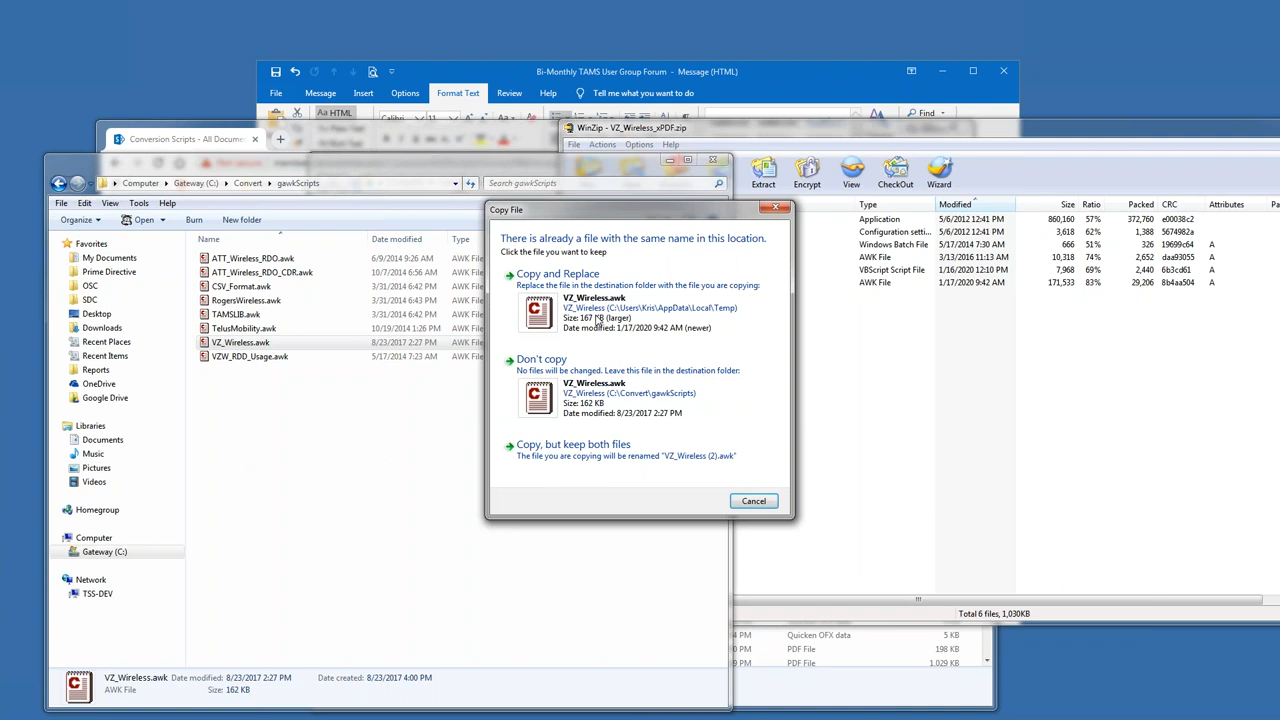 Bi-Monthly TAMS User Group Forum - Message (HTML)
File Message Insert Options Format Text Review Help Tell me what you want to do
Aa HTML
Calibri
Find
Conversion Scripts - All Docume
WinZip - VZ_Wireless_xPDF.zip
File Actions Options Help
Extract Encrypt View CheckOut Wizard
Computer Gateway (C:) Convert gawkScripts
Search gawkScripts
File Edit View Tools Help
Organize Open Burn New folder
Favorites
My Documents
Prime Directive
OSC
SDC
Desktop
Downloads
Recent Places
Recent Items
Reports
OneDrive
Google Drive
Libraries
Documents
Music
Pictures
Videos
Homegroup
Computer
Gateway (C:)
Network
TSS-DEV
Name Date modified Type
ATT_Wireless_RDO.awk 6/9/2014 9:26 AM AWK File
ATT_Wireless_RDO_CDR.awk 10/7/2014 6:56 AM AWK File
CSV_Format.awk 3/31/2014 6:42 PM AWK File
RogersWireless.awk 3/31/2014 6:42 PM AWK File
TAMSLIB.awk 3/31/2014 6:42 PM AWK File
TelusMobility.awk 10/19/2014 1:26 PM AWK File
VZ_Wireless.awk 8/23/2017 2:27 PM AWK File
VZW_RDD_Usage.awk 5/17/2014 7:23 AM AWK File
Copy File
There is already a file with the same name in this location.
Click the file you want to keep
Copy and Replace
Replace the file in the destination folder with the file you are copying:
VZ_Wireless.awk
VZ_Wireless (C:\Users\Kris\AppData\Local\Temp)
Size: 167 KB (larger)
Date modified: 1/17/2020 9:42 AM (newer)
Don't copy
No files will be changed. Leave this file in the destination folder:
VZ_Wireless.awk
VZ_Wireless (C:\Convert\gawkScripts)
Size: 162 KB
Date modified: 8/23/2017 2:27 PM
Copy, but keep both files
The file you are copying will be renamed "VZ_Wireless (2).awk"
Cancel
Type Modified Size Ratio Packed CRC Attributes Pa
Application 5/6/2012 12:41 PM 860,160 57% 372,760 e00038c2
Configuration setti... 5/6/2012 12:41 PM 3,688 62% 1,388 5674982a
Windows Batch File 5/17/2014 7:30 AM 666 51% 326 19699c64 A
AWK File 3/13/2016 11:13 AM 10,318 74% 2,652 daa93055 A
VBScript Script File 1/16/2020 12:10 PM 7,968 69% 2,440 6b3cd61 A
AWK File 1/17/2020 9:42 AM 171,533 83% 29,206 8b4aa504 A
Total 6 files, 1,030KB
4 PM Quicken OFX data 5 KB
0 PM PDF File 198 KB
9 PM PDF File 1,029 KB
VZ_Wireless.awk Date modified: 8/23/2017 2:27 PM Date created: 8/23/2017 4:00 PM
AWK File Size: 162 KB